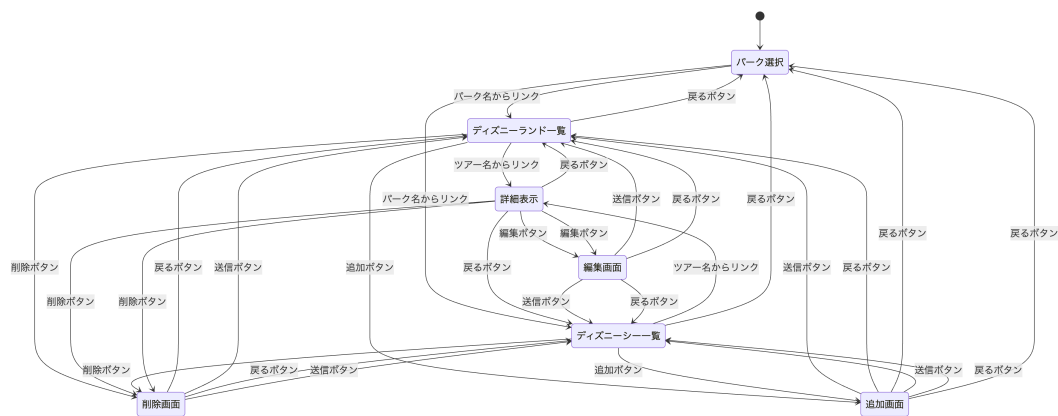 パーク選択
パーク名からリンク
戻るボタン
ディズニーランド一覧
ツアー名からリンク
戻るボタン
詳細表示
パーク名からリンク
送信ボタン
戻るボタン
戻るボタン
編集ボタン
編集ボタン
戻るボタン
戻るボタン
削除ボタン
戻るボタン
送信ボタン
追加ボタン
戻るボタン
編集画面
ツアー名からリンク
送信ボタン
戻るボタン
削除ボタン
削除ボタン
送信ボタン
戻るボタン
ディズニーシー一覧
削除ボタン
戻るボタン
送信ボタン
追加ボタン
送信ボタン
戻るボタン
削除画面
追加画面